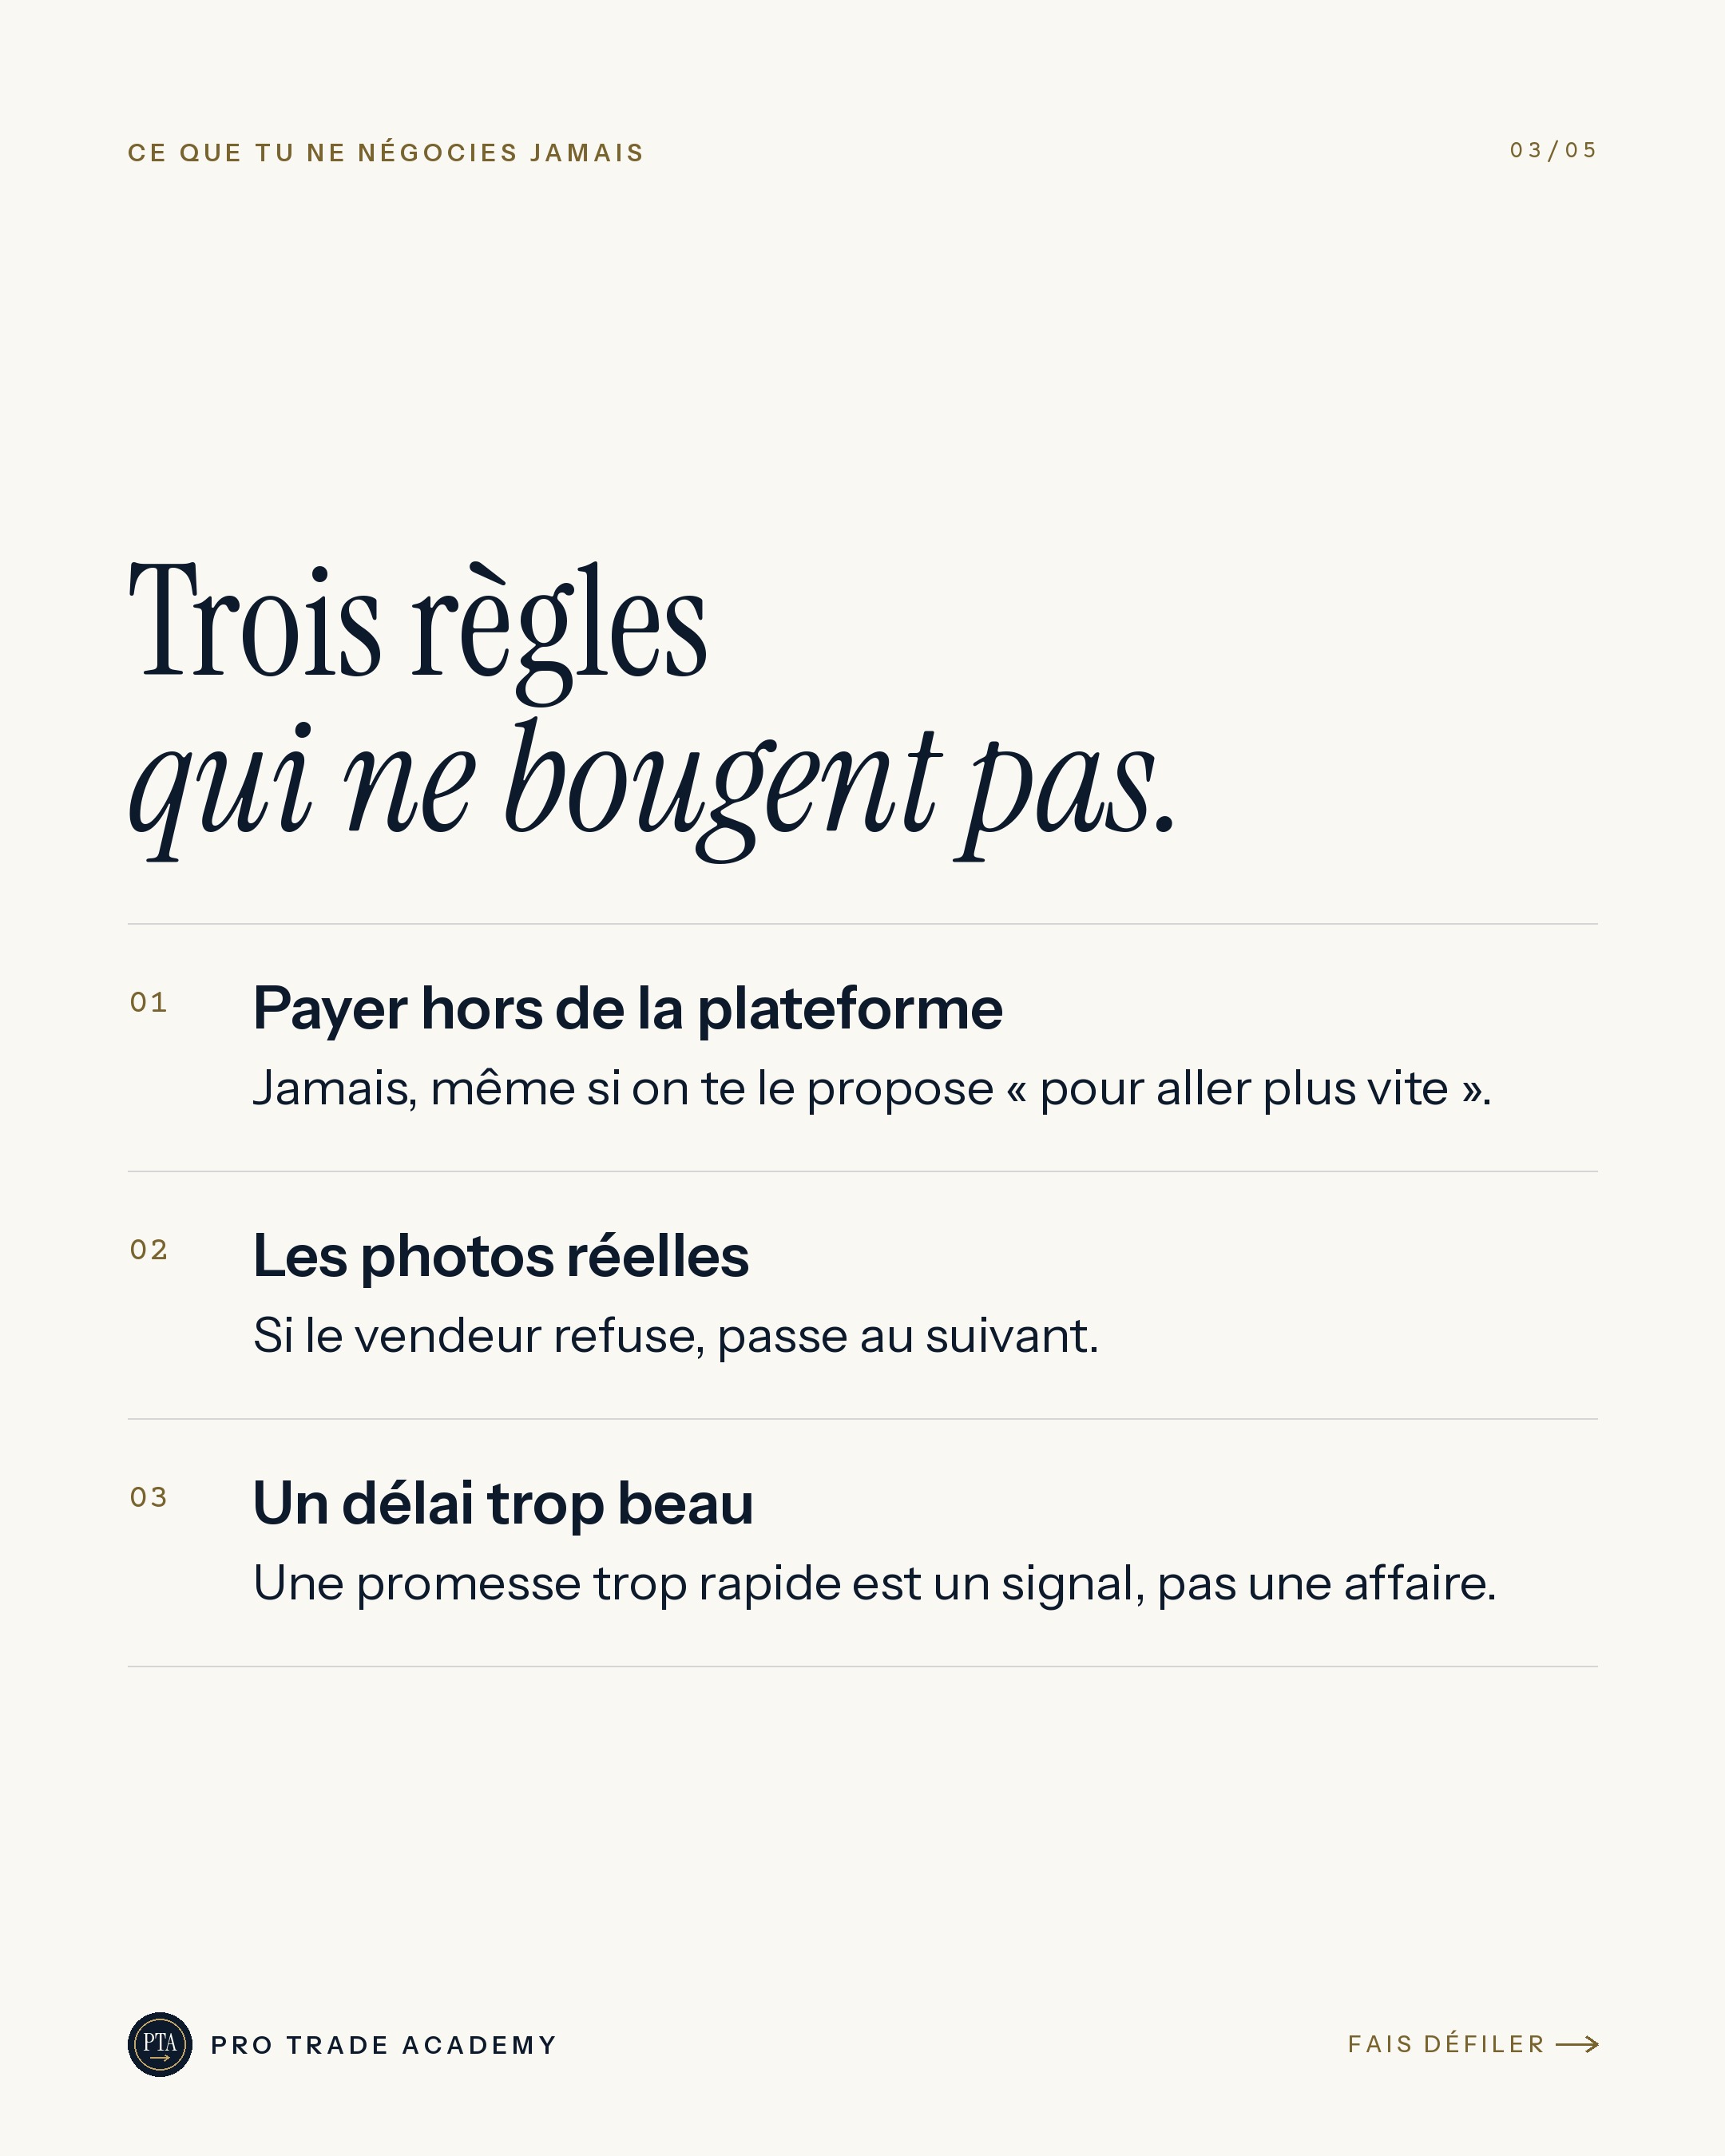 CE QUE TU NE NÉGOCIES JAMAIS
03/05
Trois règles
qui ne bougent pas.
01
Payer hors de la plateforme
Jamais, même si on te le propose « pour aller plus vite ».
02
Les photos réelles
Si le vendeur refuse, passe au suivant.
03
Un délai trop beau
Une promesse trop rapide est un signal, pas une affaire.
PTA
PRO TRADE ACADEMY
FAIS DÉFILER